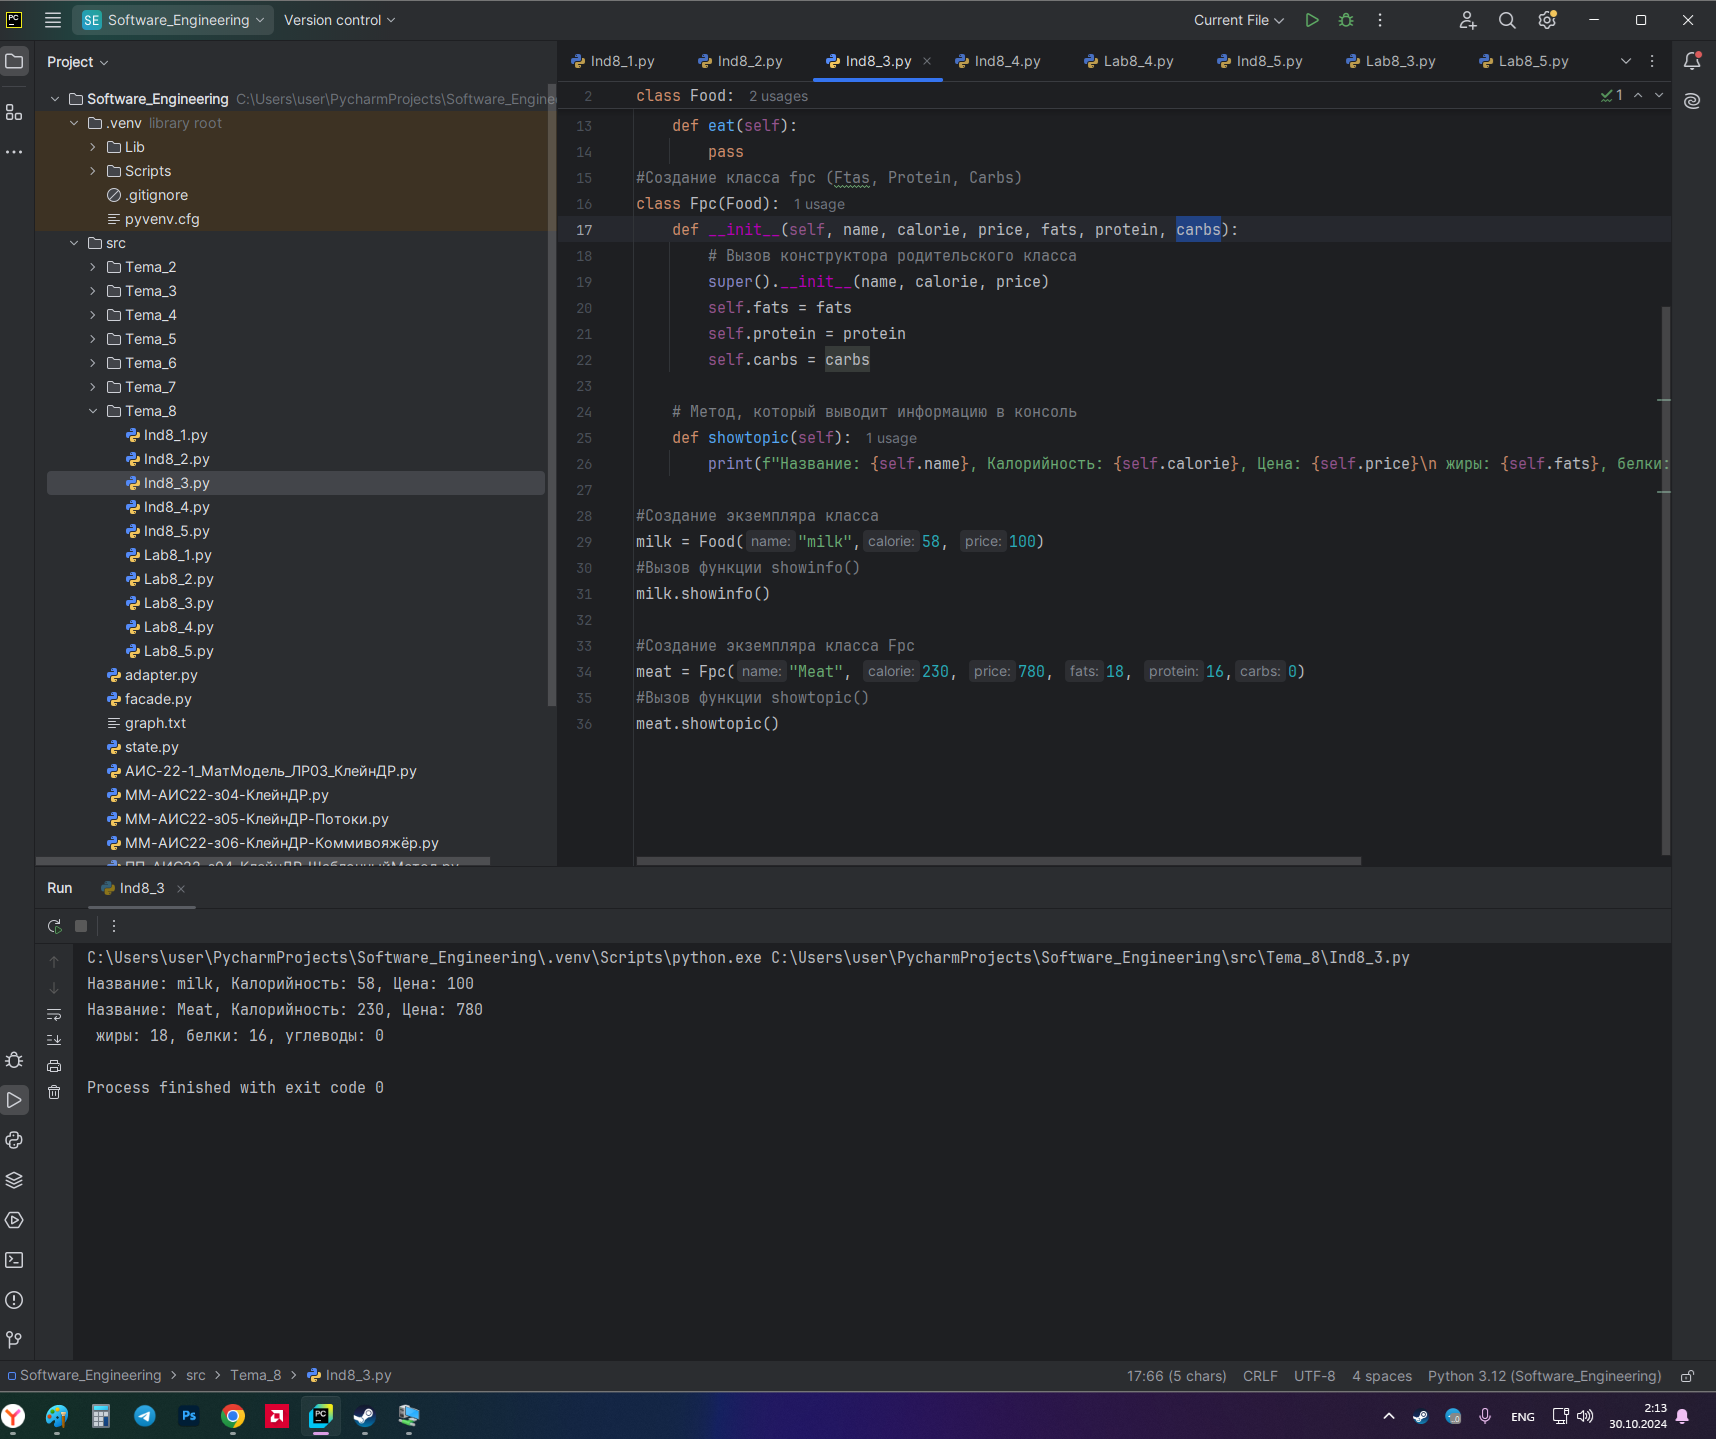 PC
SE Software_Engineering Version control Current File
Project
Ind8_1.py Ind8_2.py Ind8_3.py Ind8_4.py Lab8_4.py Ind8_5.py Lab8_3.py Lab8_5.py
Software_Engineering C:\Users\user\PycharmProjects\Software_Engine
.venv library root
Lib
Scripts
.gitignore
pyvenv.cfg
src
Tema_2
Tema_3
Tema_4
Tema_5
Tema_6
Tema_7
Tema_8
Ind8_1.py
Ind8_2.py
Ind8_3.py
Ind8_4.py
Ind8_5.py
Lab8_1.py
Lab8_2.py
Lab8_3.py
Lab8_4.py
Lab8_5.py
adapter.py
facade.py
graph.txt
state.py
АИС-22-1_МатМодель_ЛР03_КлейнДР.py
ММ-АИС22-з04-КлейнДР.py
ММ-АИС22-з05-КлейнДР-Потоки.py
ММ-АИС22-з06-КлейнДР-Коммивояжёр.py
2 class Food: 2 usages 1
13 def eat(self):
14 pass
15 #Создание класса fpc (Ftas, Protein, Carbs)
16 class Fpc(Food): 1 usage
17 def __init__(self, name, calorie, price, fats, protein, carbs):
18 # Вызов конструктора родительского класса
19 super().__init__(name, calorie, price)
20 self.fats = fats
21 self.protein = protein
22 self.carbs = carbs
23
24 # Метод, который выводит информацию в консоль
25 def showtopic(self): 1 usage
26 print(f"Название: {self.name}, Калорийность: {self.calorie}, Цена: {self.price}\n жиры: {self.fats}, белки:
27
28 #Создание экземпляра класса
29 milk = Food(name: "milk",calorie: 58, price: 100)
30 #Вызов функции showinfo()
31 milk.showinfo()
32
33 #Создание экземпляра класса Fpc
34 meat = Fpc(name: "Meat", calorie: 230, price: 780, fats: 18, protein: 16,carbs: 0)
35 #Вызов функции showtopic()
36 meat.showtopic()
Run Ind8_3
C:\Users\user\PycharmProjects\Software_Engineering\.venv\Scripts\python.exe C:\Users\user\PycharmProjects\Software_Engineering\src\Tema_8\Ind8_3.py
Название: milk, Калорийность: 58, Цена: 100
Название: Meat, Калорийность: 230, Цена: 780
жиры: 18, белки: 16, углеводы: 0
Process finished with exit code 0
Software_Engineering > src > Tema_8 > Ind8_3.py 17:66 (5 chars) CRLF UTF-8 4 spaces Python 3.12 (Software_Engineering)
Y Ps PC ENG 2:13
30.10.2024